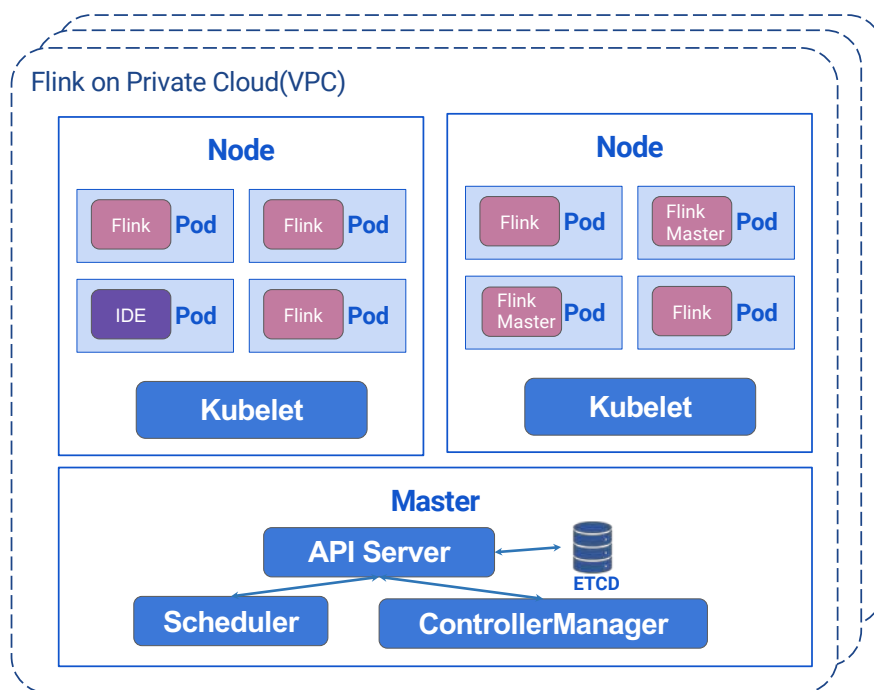 Flink on Private Cloud(VPC)
Node
Flink Pod
Flink Pod
IDE Pod
Flink Pod
Kubelet
Node
Flink Pod
Flink
Master Pod
Flink
Master Pod
Flink Pod
Kubelet
Master
API Server
ETCD
Scheduler
ControllerManager